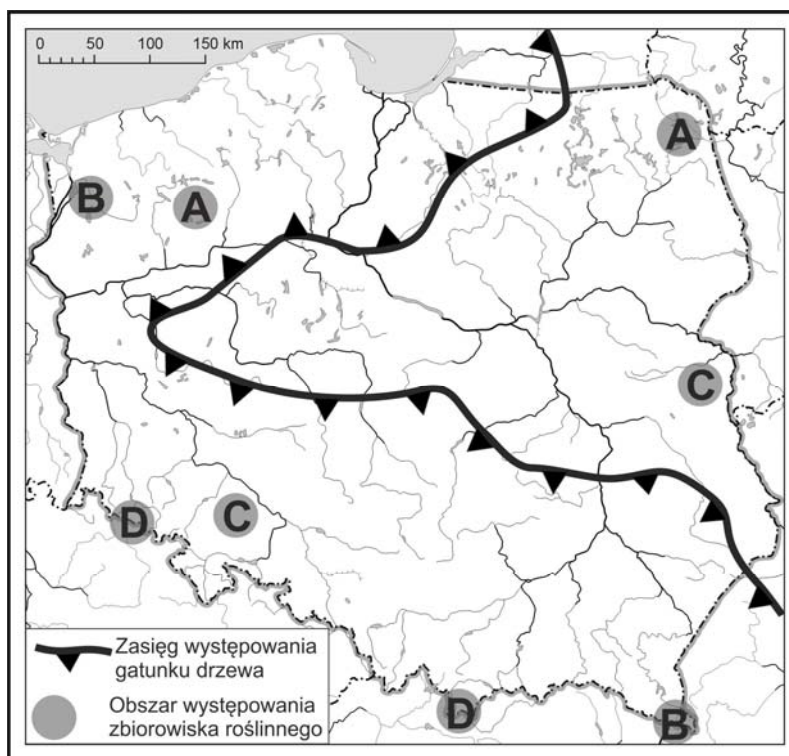 0 50 100 150 km
A
B
A
C
C
D
D
B
Zasięg występowania
gatunku drzewa
Obszar występowania
zbiorowiska roślinnego